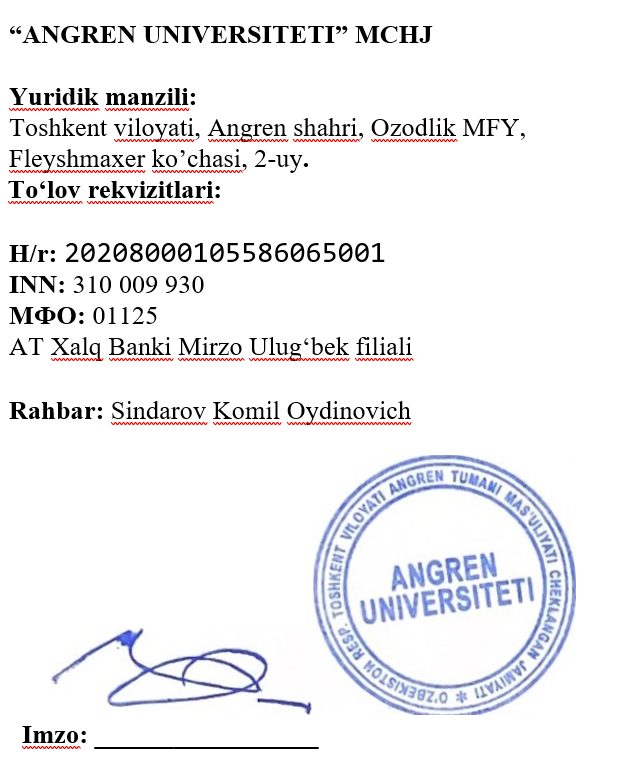 “ANGREN UNIVERSITETI” MCHJ
Yuridik manzili:
Toshkent viloyati, Angren shahri, Ozodlik MFY,
Fleyshmaxer ko’chasi, 2-uy.
To‘lov rekvizitlari:
H/r: 20208000105586065001
INN: 310 009 930
МФО: 01125
AT Xalq Banki Mirzo Ulug‘bek filiali
Rahbar: Sindarov Komil Oydinovich
O'ZBEKISTON RESP. TOSHKENT VILOYATI ANGREN TUMANI MAS'ULIYATI CHEKLANGAN JAMIYATI *
ANGREN
UNIVERSITETI
Imzo: _________________